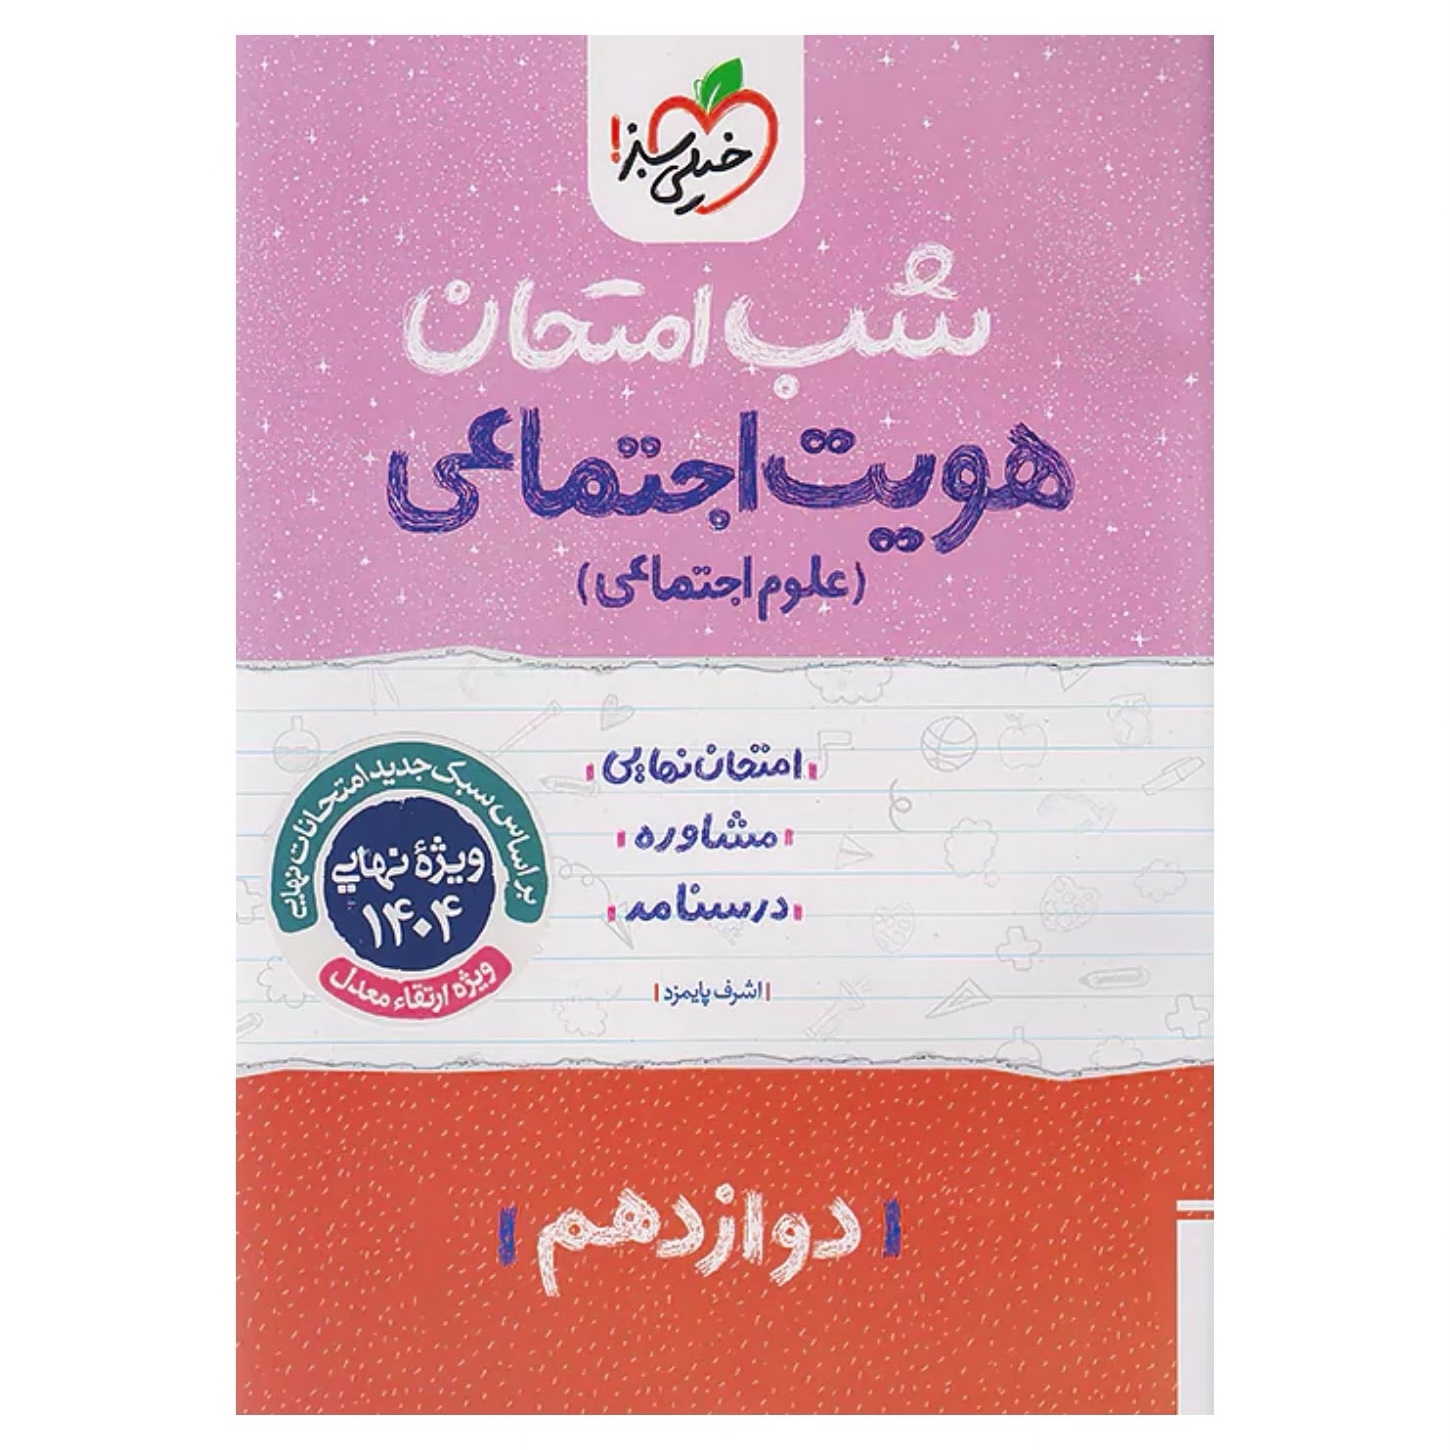 خیلی سبز!
شب امتحان
هویت اجتماعی
(علوم اجتماعی)
امتحان نهایی
مشاوره
درسنامه
اشرف پایمزد
بر اساس سبک جدید امتحانات نهایی
ویژهٔ نهایی
۱۴۰۴
ویژه ارتقاء معدل
دوازدهم